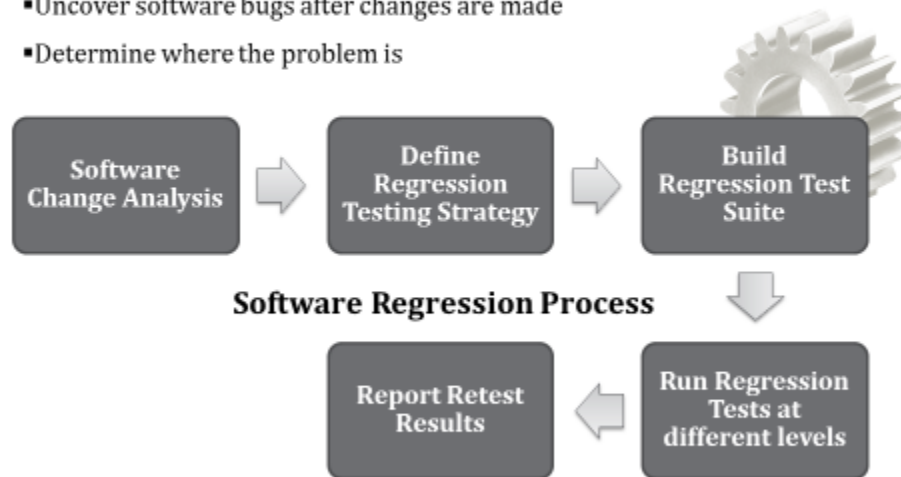 ▪Uncover software bugs after changes are made
▪Determine where the problem is
Software
Change Analysis
Define
Regression
Testing Strategy
Build
Regression Test
Suite
Software Regression Process
Run Regression
Tests at
different levels
Report Retest
Results